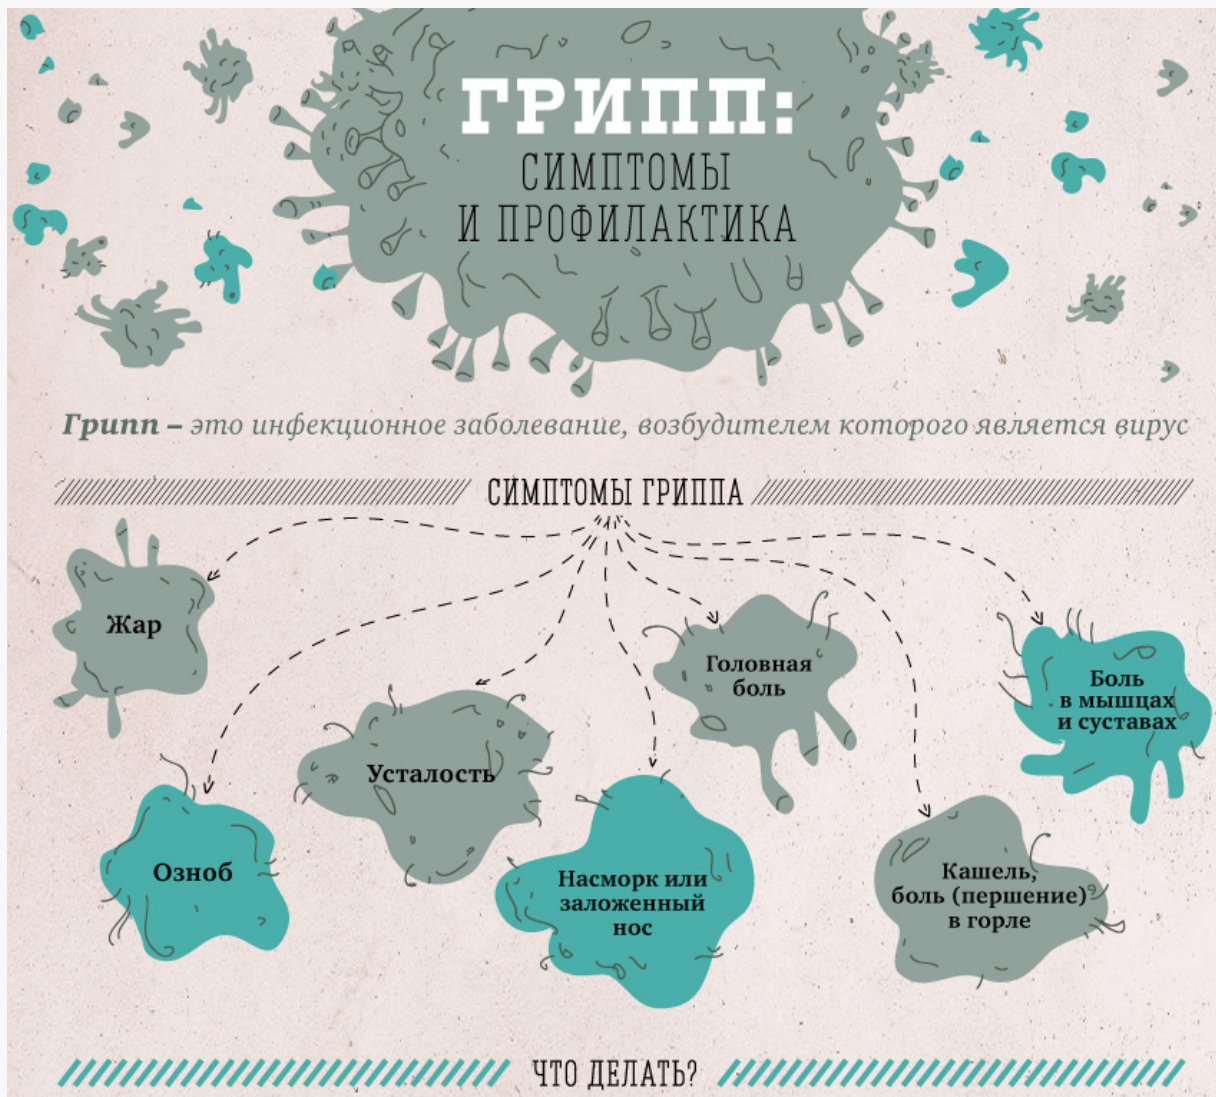 ГРИПП:
СИМПТОМЫ
И ПРОФИЛАКТИКА
Грипп – это инфекционное заболевание, возбудителем которого является вирус
СИМПТОМЫ ГРИППА
Жар
Озноб
Усталость
Насморк или
заложенный
нос
Головная
боль
Кашель,
боль (першение)
в горле
Боль
в мышцах
и суставах
ЧТО ДЕЛАТЬ?